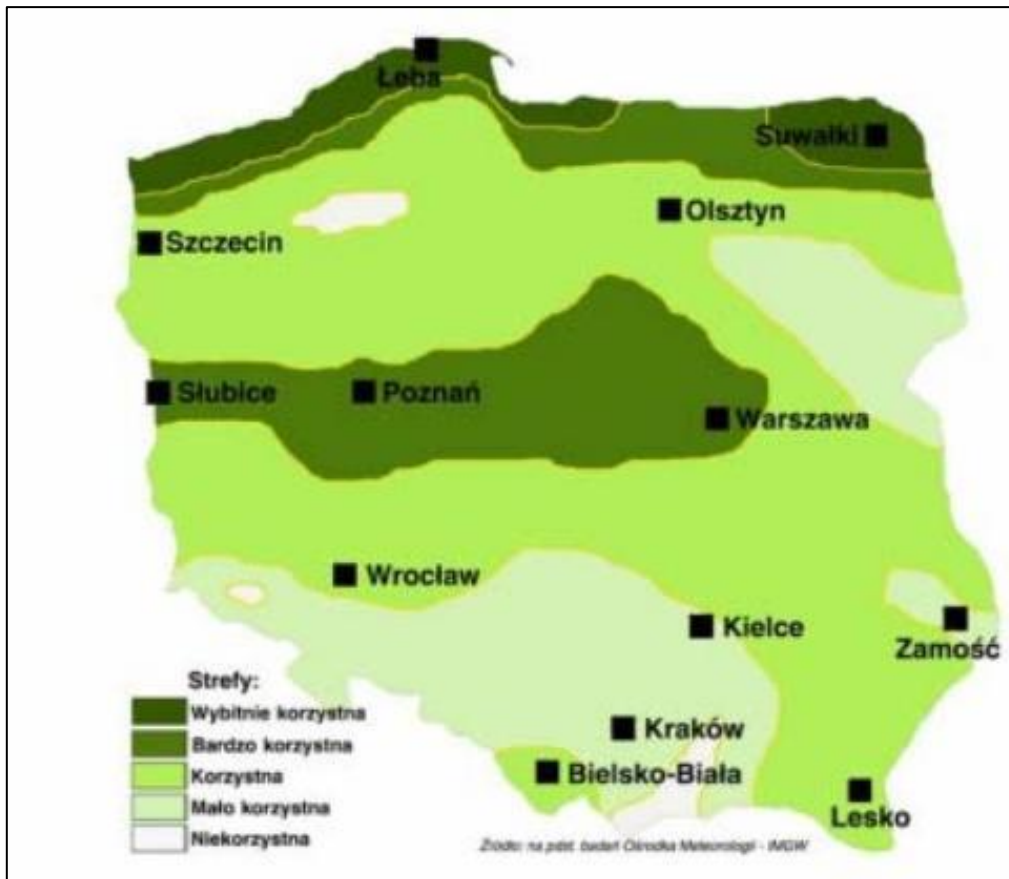 Łeba
Suwałki
Olsztyn
Szczecin
Słubice
Poznań
Warszawa
Wrocław
Kielce
Zamość
Strefy:
Wybitnie korzystna
Bardzo korzystna
Korzystna
Mało korzystna
Niekorzystna
Kraków
Bielsko-Biała
Lesko
Źródło: na pdst. badań Ośrodka Meteorologii - IMGW